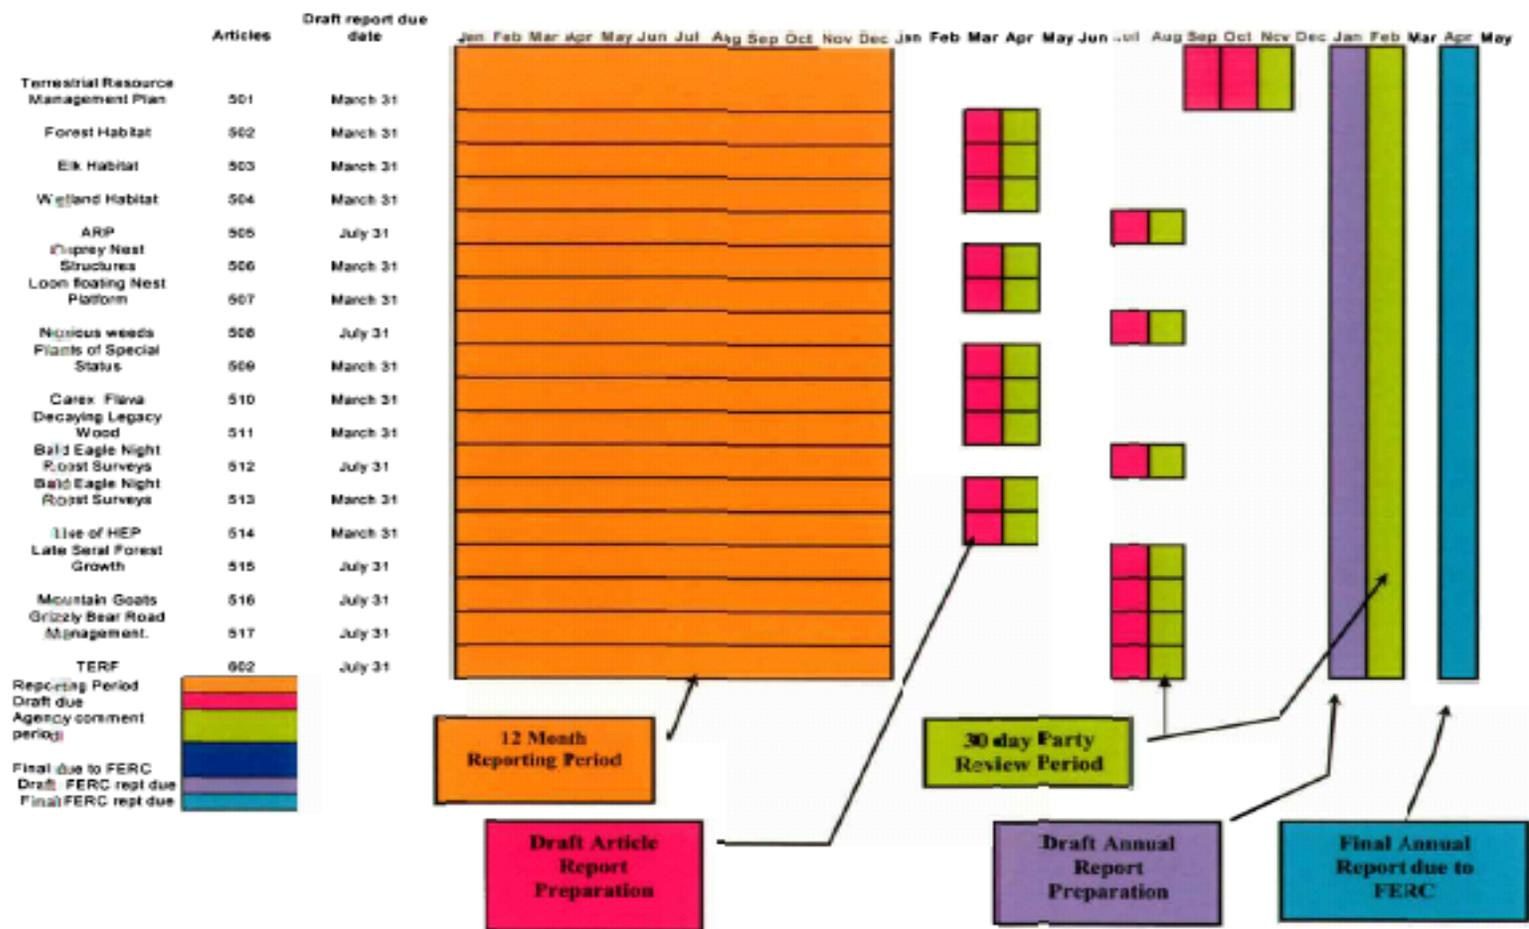 Articles
Draft report due
date
Jan Feb Mar Apr May Jun Jul Aug Sep Oct Nov Dec Jan Feb Mar Apr May Jun Jul Aug Sep Oct Nov Dec Jan Feb Mar Apr May
Terrestrial Resource
Management Plan 501 March 31
Forest Habitat 502 March 31
Elk Habitat 503 March 31
Wetland Habitat 504 March 31
ARP 505 July 31
Osprey Nest
Structures 506 March 31
Loon floating Nest
Platform 507 March 31
Noxious weeds 508 July 31
Plants of Special
Status 509 March 31
Carex Flava 510 March 31
Decaying Legacy
Wood 511 March 31
Bald Eagle Night
Roost Surveys 512 July 31
Bald Eagle Night
Roost Surveys 513 March 31
Use of HEP 514 March 31
Late Seral Forest
Growth 515 July 31
Mountain Goats 516 July 31
Grizzly Bear Road
Management. 517 July 31
TERF 602 July 31
Reporting Period
Draft due
Agency comment
period
Final due to FERC
Draft FERC rept due
Final FERC rept due
12 Month
Reporting Period
30 day Party
Review Period
Draft Article
Report
Preparation
Draft Annual
Report
Preparation
Final Annual
Report due to
FERC